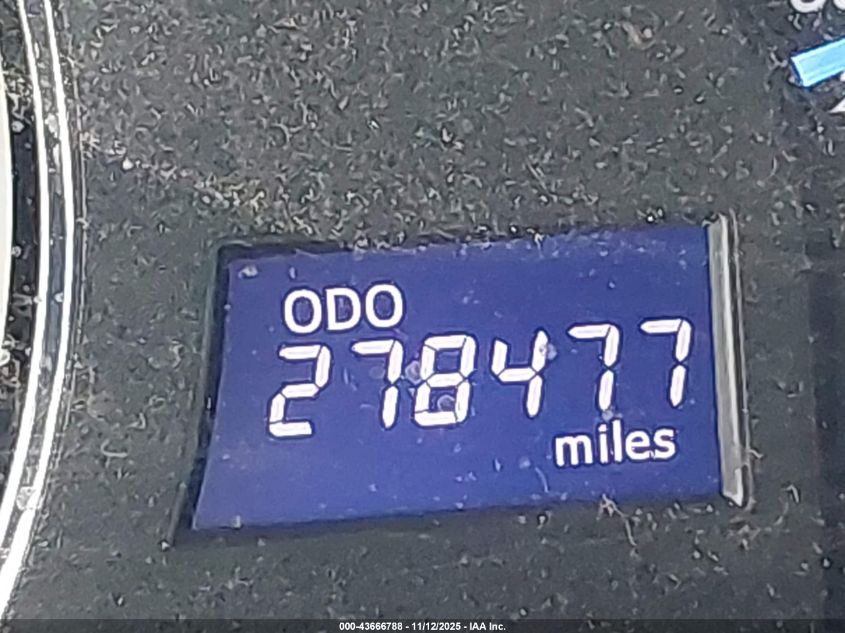 ODO
278477
miles
000-43666788 - 11/12/2025 - IAA Inc.